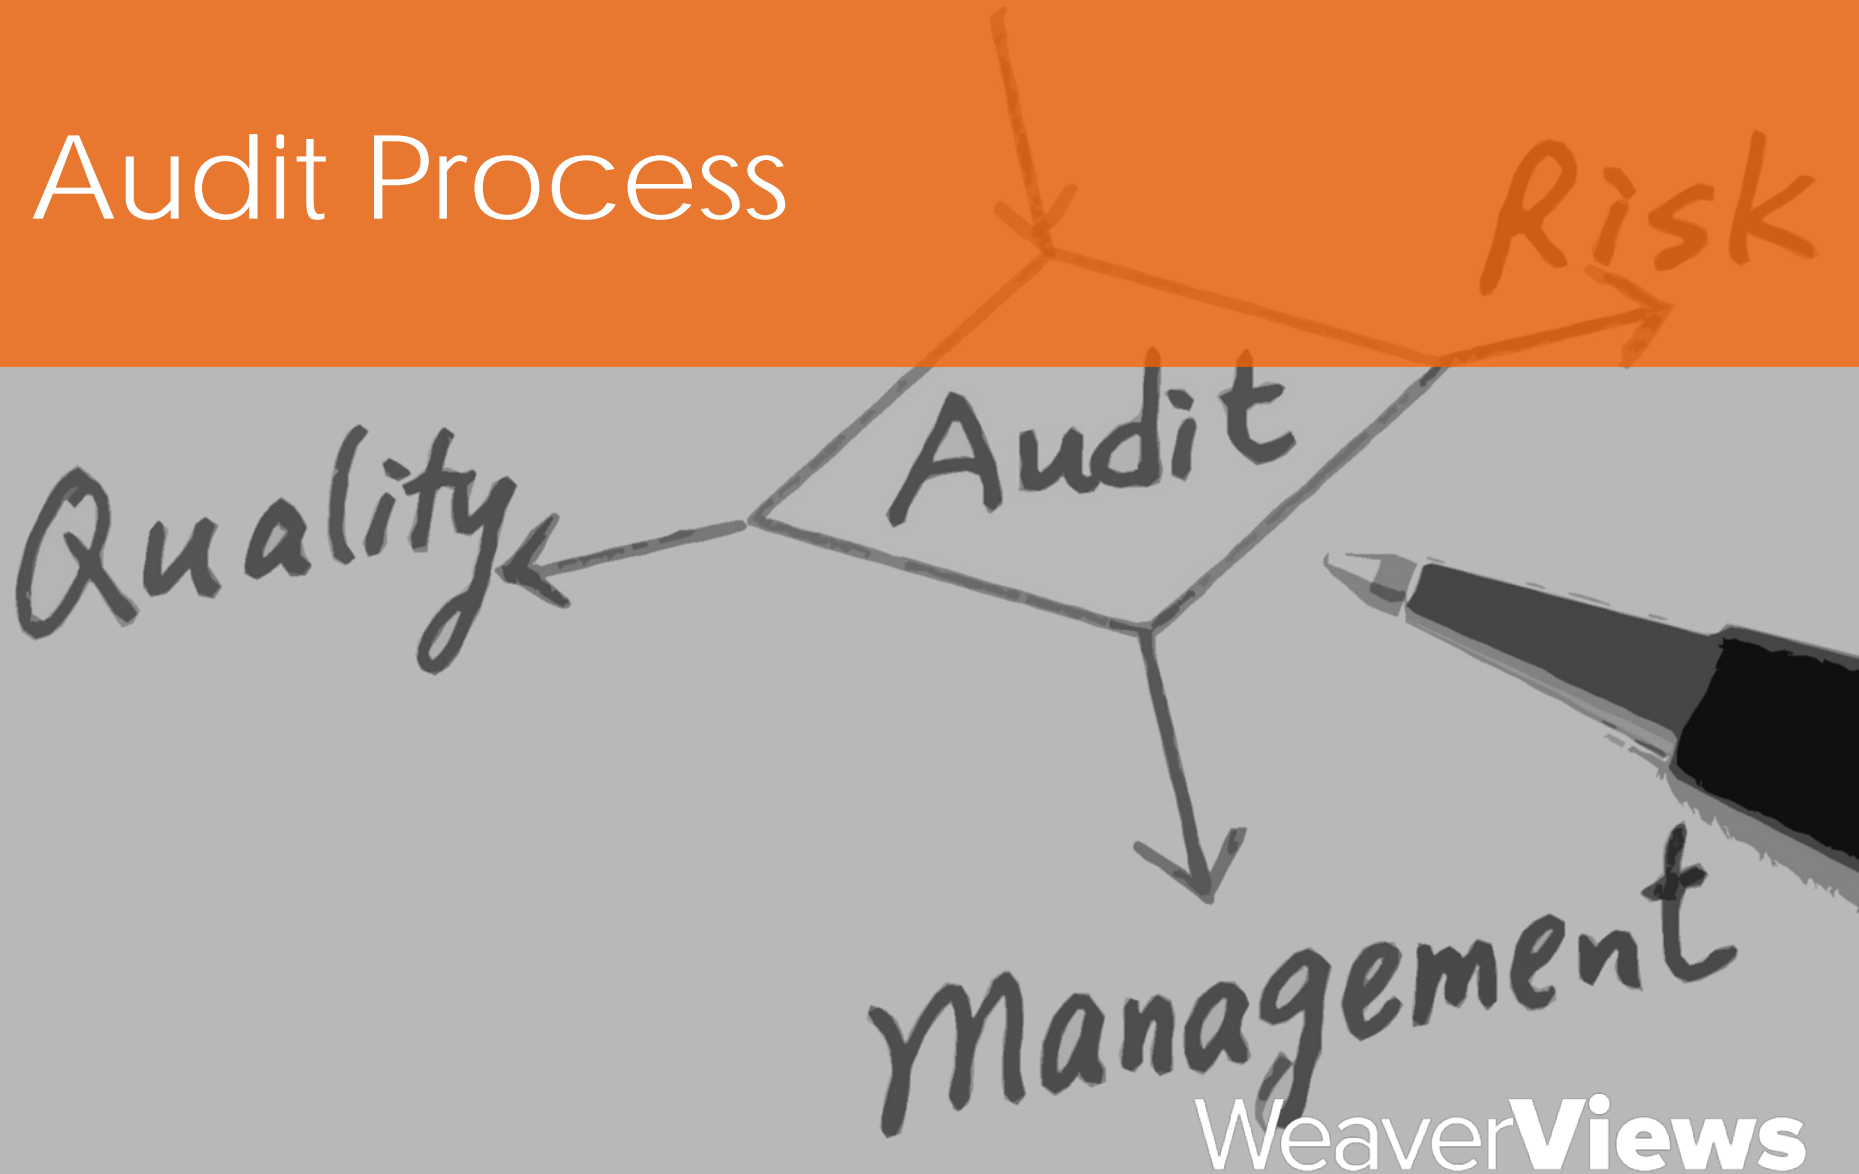 Audit Process
Risk
Audit
Quality
Management
WeaverViews